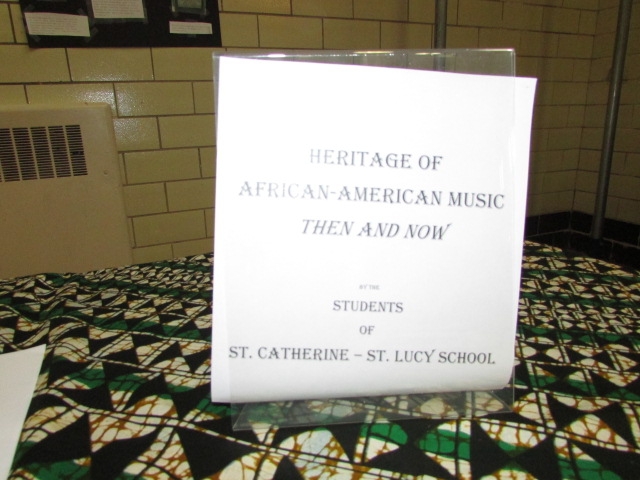 HERITAGE OF
AFRICAN-AMERICAN MUSIC
THEN AND NOW
BY THE
STUDENTS
OF
ST. CATHERINE – ST. LUCY SCHOOL